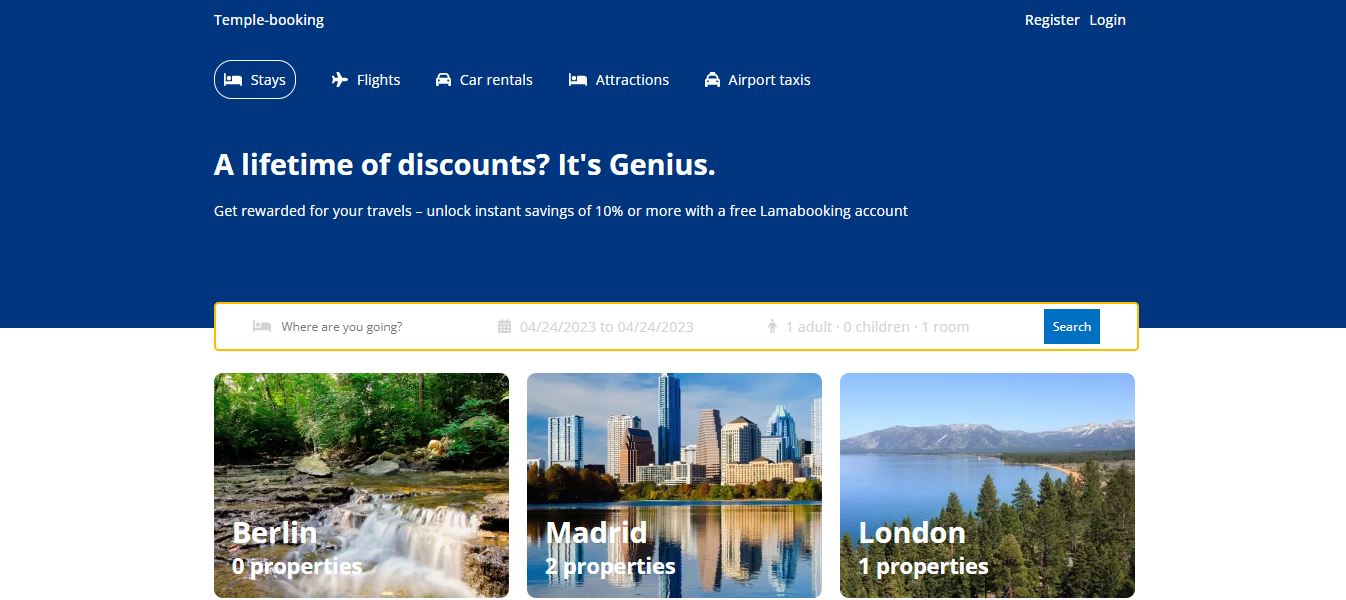 Temple-booking
Register Login
Stays Flights Car rentals Attractions Airport taxis
A lifetime of discounts? It's Genius.
Get rewarded for your travels – unlock instant savings of 10% or more with a free Lamabooking account
Where are you going? 04/24/2023 to 04/24/2023 1 adult · 0 children · 1 room Search
Berlin
0 properties
Madrid
2 properties
London
1 properties